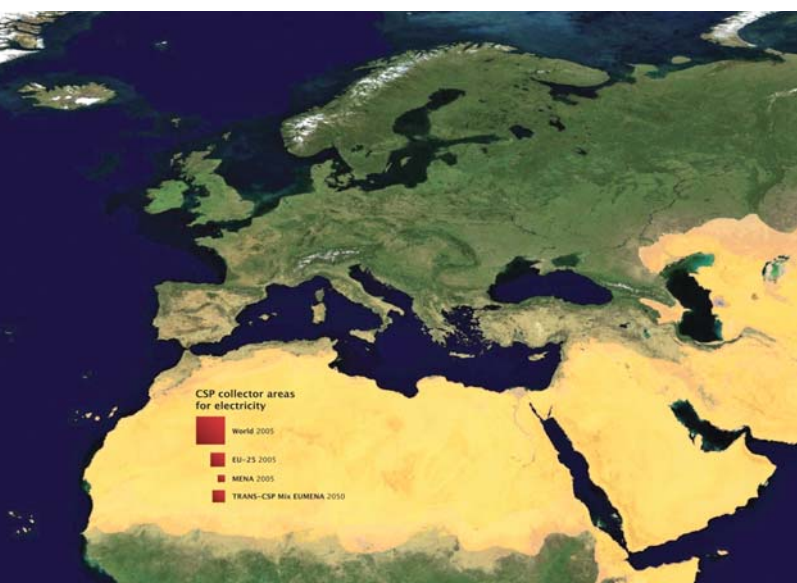 CSP collector areas
for electricity
World 2005
EU-25 2005
MENA 2005
TRANS-CSP Mix EUMENA 2050